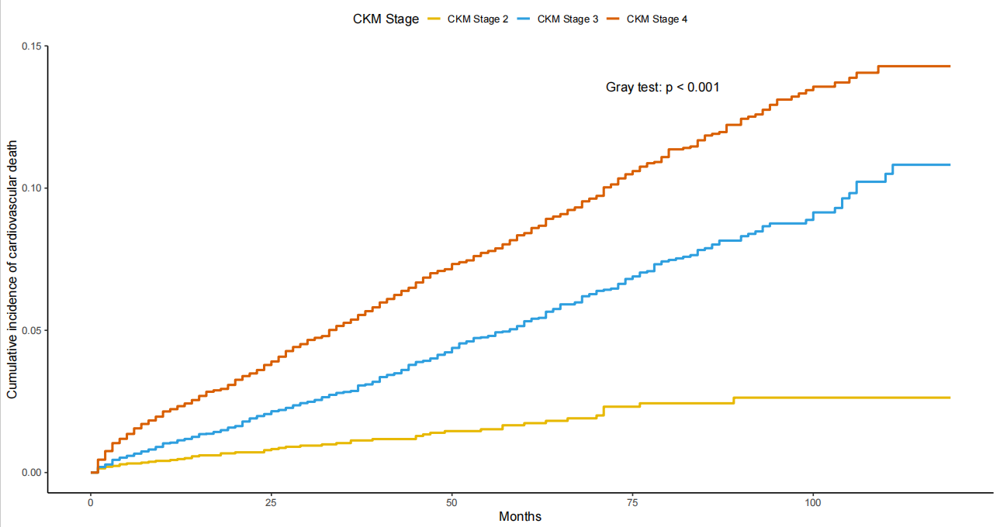 CKM Stage CKM Stage 2 CKM Stage 3 CKM Stage 4
0.15
Gray test: p < 0.001
0.10
0.05
0.00
Cumulative incidence of cardiovascular death
0 25 50 75 100
Months